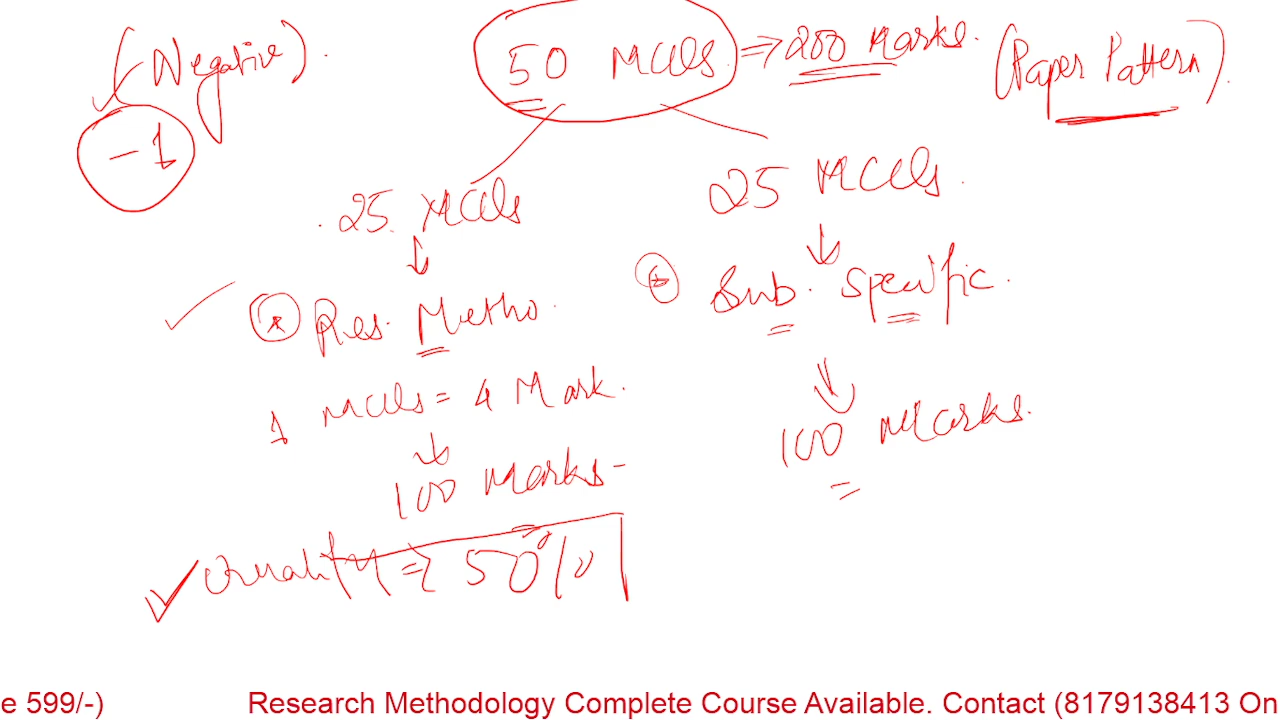 (Negative).
-1
50 MCQs ⇒ 200 Marks. (Paper Pattern).
25 MCQs
25 MCQs.
Res. Metho.
Sub. Specific.
1 MCQs = 4 Mark.
100 Marks-
100 Marks.
Qualify ⇒ 50%
e 599/-) Research Methodology Complete Course Available. Contact (8179138413 On